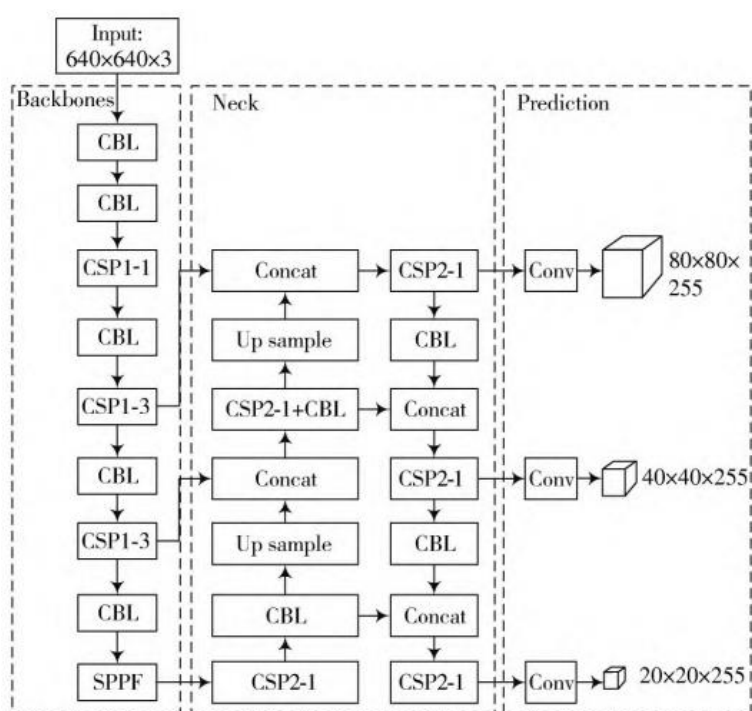 Input:
640×640×3
Backbones
CBL
CBL
CSP1-1
CBL
CSP1-3
CBL
CSP1-3
CBL
SPPF
Neck
Concat
Up sample
CSP2-1+CBL
Concat
Up sample
CBL
CSP2-1
CSP2-1
CBL
Concat
CSP2-1
CBL
Concat
CSP2-1
Prediction
Conv
80×80×
255
Conv
40×40×255
Conv
20×20×255